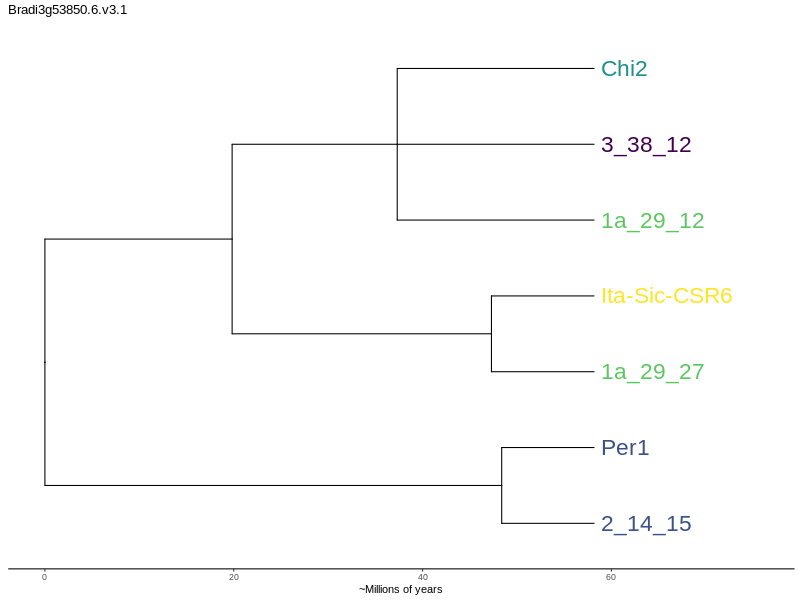 Bradi3g53850.6.v3.1
Chi2
3_38_12
1a_29_12
Ita-Sic-CSR6
1a_29_27
Per1
2_14_15
0 20 40 60
~Millions of years